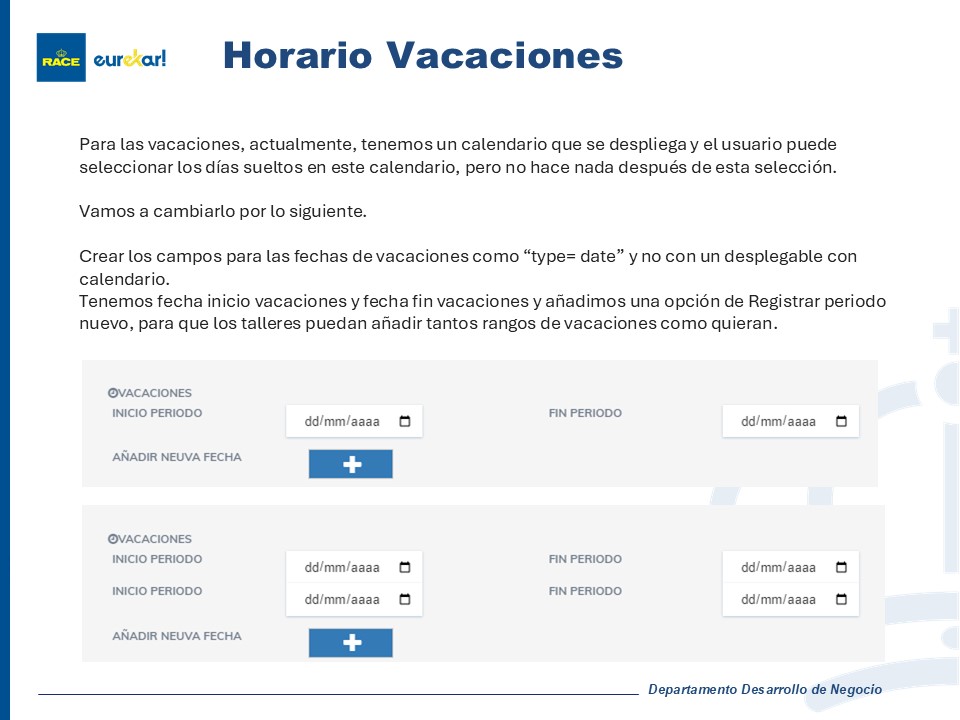 RACE
eurekar!
Horario Vacaciones
Para las vacaciones, actualmente, tenemos un calendario que se despliega y el usuario puede
seleccionar los días sueltos en este calendario, pero no hace nada después de esta selección.
Vamos a cambiarlo por lo siguiente.
Crear los campos para las fechas de vacaciones como “type= date” y no con un desplegable con
calendario.
Tenemos fecha inicio vacaciones y fecha fin vacaciones y añadimos una opción de Registrar periodo
nuevo, para que los talleres puedan añadir tantos rangos de vacaciones como quieran.
VACACIONES
INICIO PERIODO dd/mm/aaaa FIN PERIODO dd/mm/aaaa
AÑADIR NEUVA FECHA
VACACIONES
INICIO PERIODO dd/mm/aaaa FIN PERIODO dd/mm/aaaa
INICIO PERIODO dd/mm/aaaa FIN PERIODO dd/mm/aaaa
AÑADIR NEUVA FECHA
Departamento Desarrollo de Negocio